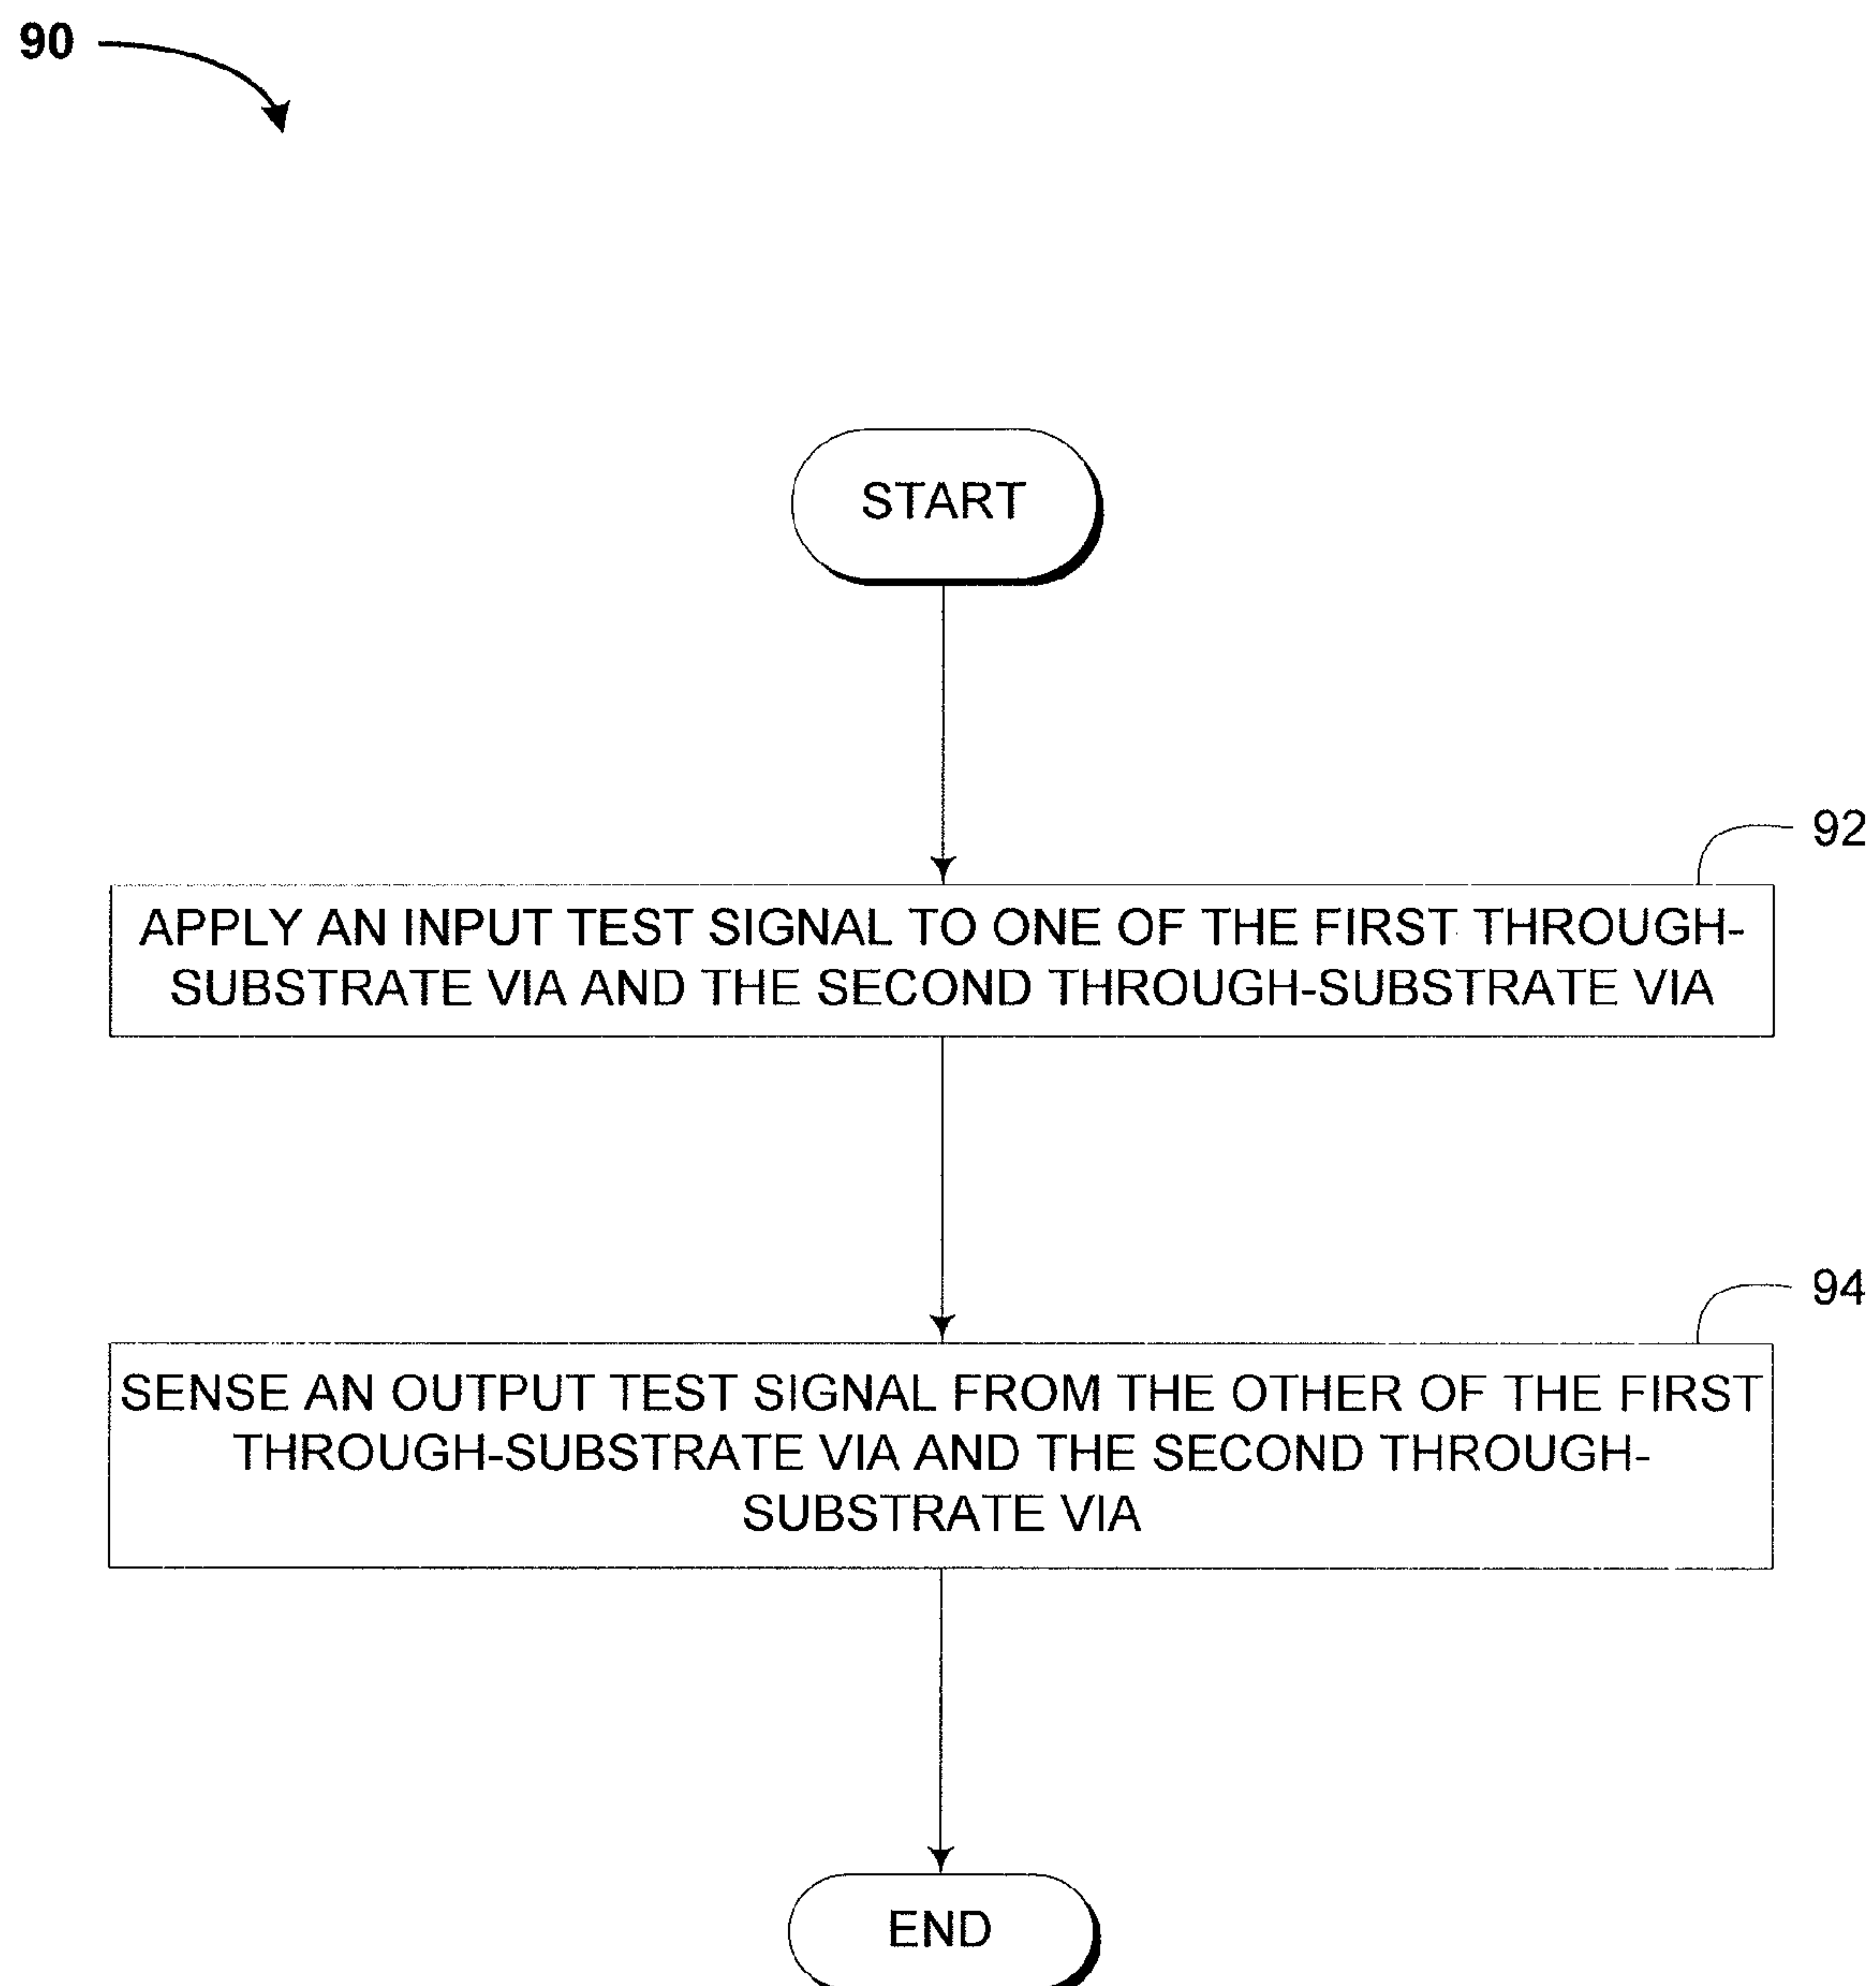 90
START
92
APPLY AN INPUT TEST SIGNAL TO ONE OF THE FIRST THROUGH-
SUBSTRATE VIA AND THE SECOND THROUGH-SUBSTRATE VIA
94
SENSE AN OUTPUT TEST SIGNAL FROM THE OTHER OF THE FIRST
THROUGH-SUBSTRATE VIA AND THE SECOND THROUGH-
SUBSTRATE VIA
END